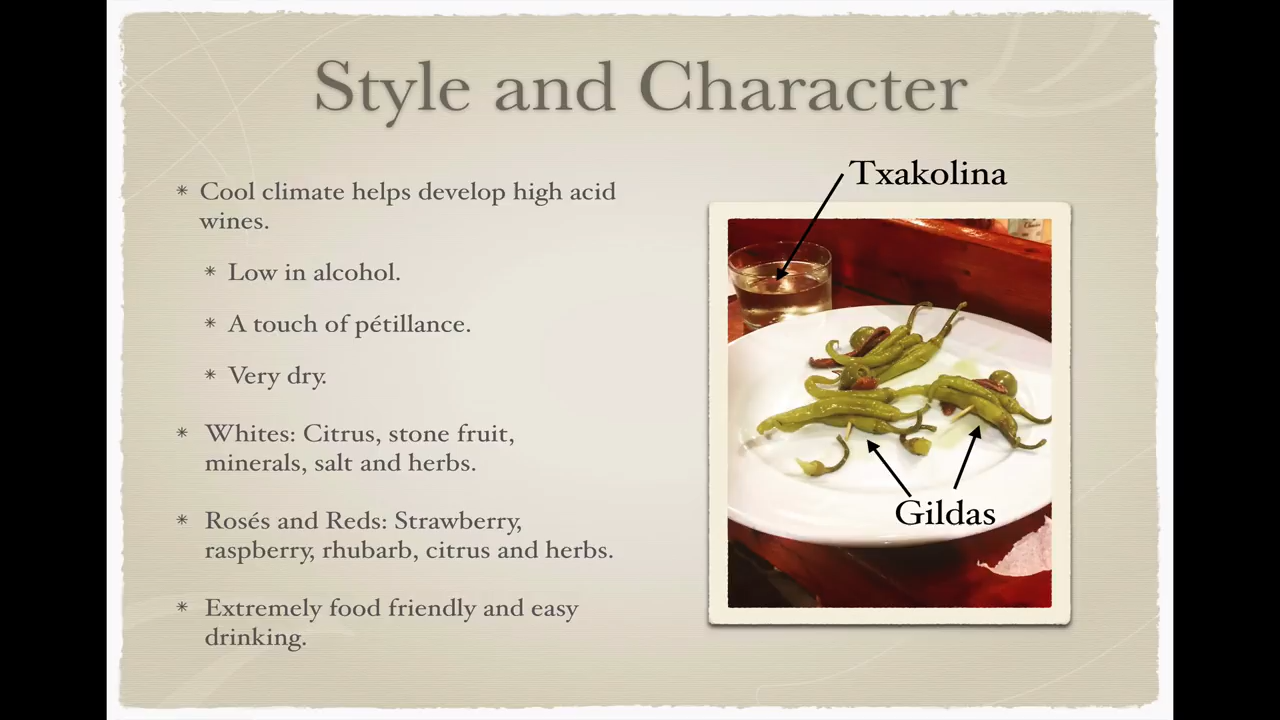 Style and Character
Cool climate helps develop high acid
wines.
Low in alcohol.
A touch of pétillance.
Very dry.
Whites: Citrus, stone fruit,
minerals, salt and herbs.
Rosés and Reds: Strawberry,
raspberry, rhubarb, citrus and herbs.
Extremely food friendly and easy
drinking.
Txakolina
Gildas